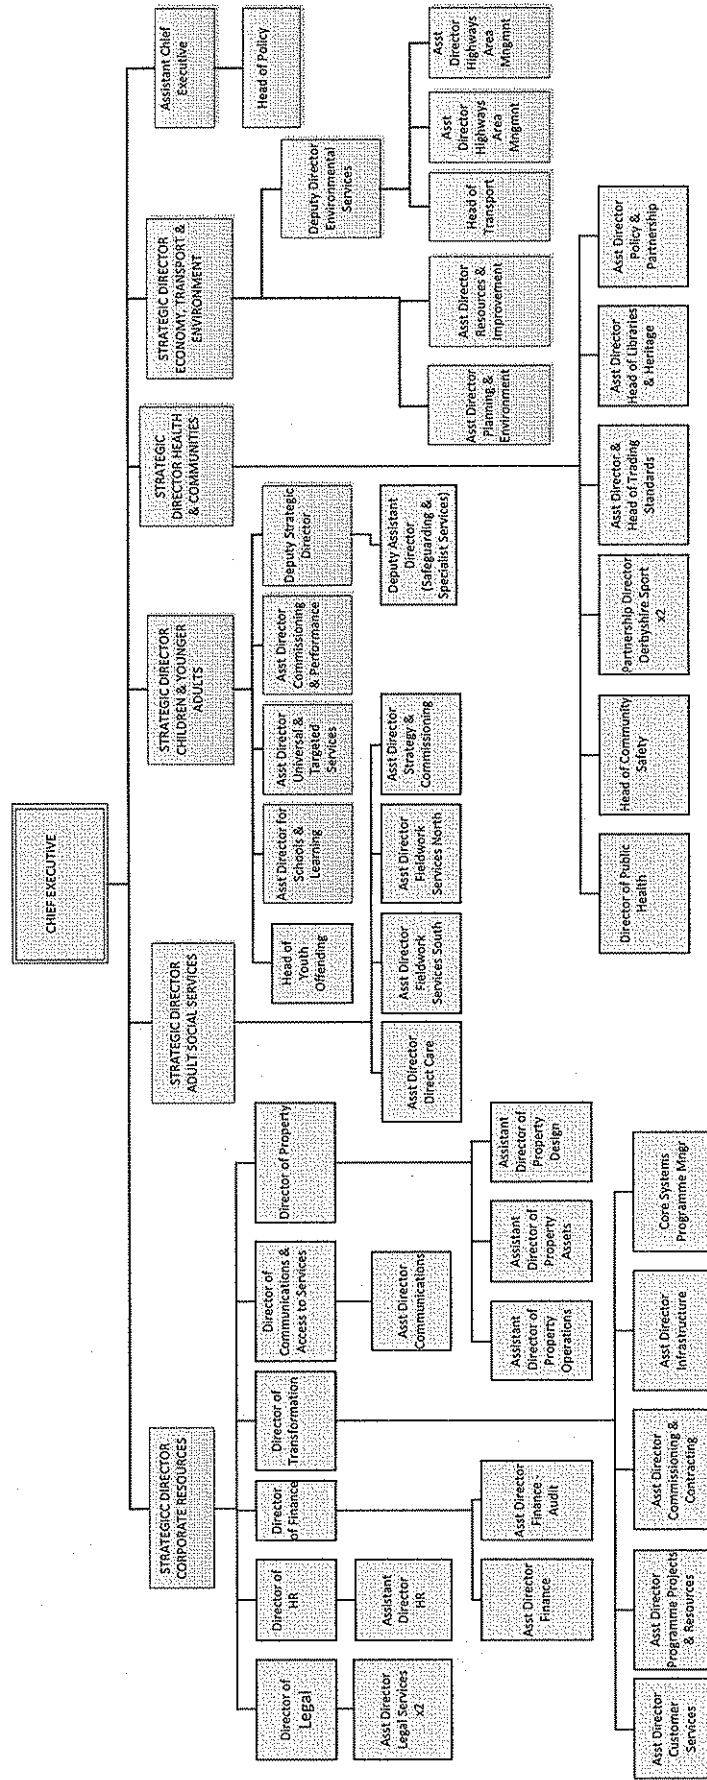 CHIEF EXECUTIVE
STRATEGICC DIRECTOR
CORPORATE RESOURCES
STRATEGIC DIRECTOR
ADULT SOCIAL SERVICES
STRATEGIC DIRECTOR
CHILDREN & YOUNGER
ADULTS
STRATEGIC
DIRECTOR HEALTH
& COMMUNITIES
STRATEGIC DIRECTOR
ECONOMY, TRANSPORT &
ENVIRONMENT
Assistant Chief
Executive
Head of Policy
Director of
Legal
Director of
HR
Director
of Finance
Director of
Transformation
Director of
Communications &
Access to Services
Director of Property
Asst Director
Legal Services
x2
Assistant
Director
HR
Asst Director
Communications
Asst Director
Finance
Asst Director
Finance -
Audit
Assistant
Director of
Property
Operations
Assistant
Director of
Property
Assets
Assistant
Director of
Property
Design
Asst Director
Customer
Services
Asst Director
Programme Projects
& Resources
Asst Director
Commissioning &
Contracting
Asst Director
Infrastructure
Core Systems
Programme Mngr
Asst Director
Direct Care
Asst Director
Fieldwork
Services South
Asst Director
Fieldwork
Services North
Asst Director
Strategy &
Commissioning
Head of
Youth
Offending
Asst Director for
Schools &
Learning
Asst Director
Universal &
Targeted
Services
Asst Director
Commissioning
& Performance
Deputy Strategic
Director
Deputy Assistant
Director
(Safeguarding &
Specialist Services)
Director of Public
Health
Head of Community
Safety
Partnership Director
Derbyshire Sport
x2
Asst Director &
Head of Trading
Standards
Asst Director
Head of Libraries
& Heritage
Asst Director
Policy &
Partnership
Asst Director
Planning &
Environment
Asst Director
Resources &
Improvement
Deputy Director
Environmental
Services
Head of
Transport
Asst
Director
Highways
Area
Mngmnt
Asst
Director
Highways
Area
Mngmnt